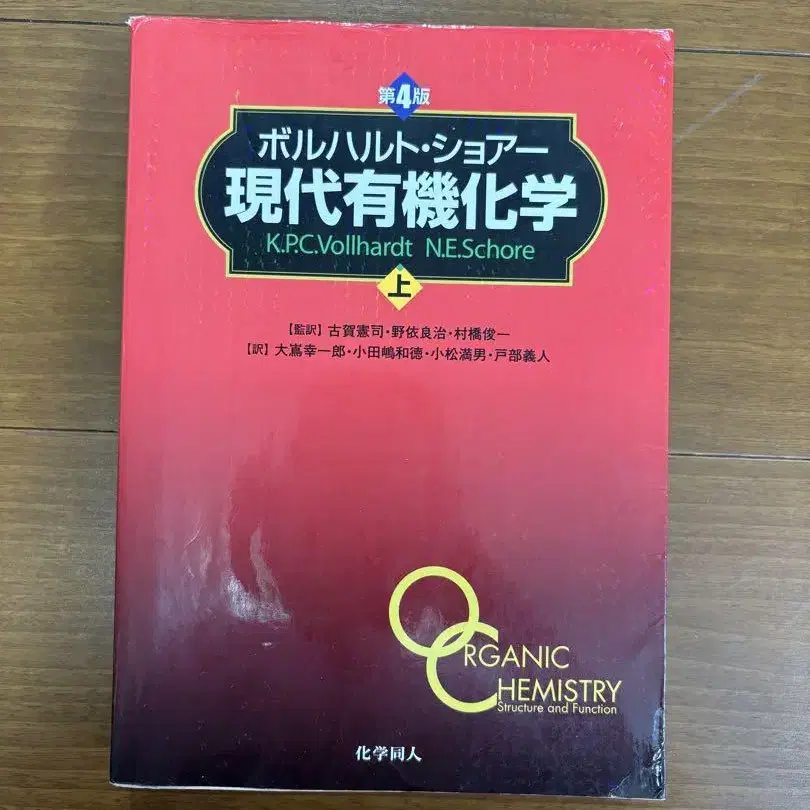 第4版
ボルハルト・ショアー
現代有機化学
K.P.C.Vollhardt N.E.Schore
上
【監訳】古賀憲司・野依良治・村橋俊一
【訳】大嶌幸一郎・小田嶋和徳・小松満男・戸部義人
ORGANIC
CHEMISTRY
Structure and Function
化学同人